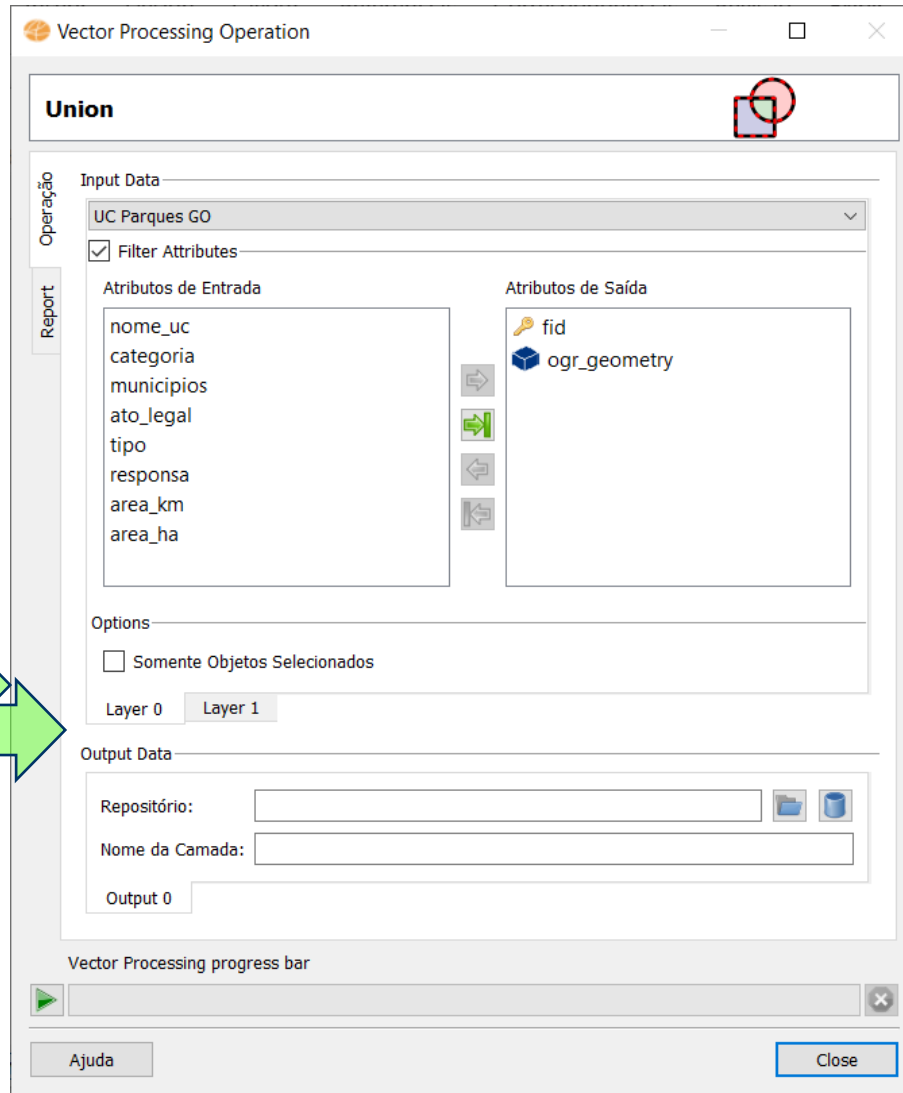 Vector Processing Operation
Union
Operação
Report
Input Data
UC Parques GO
Filter Attributes
Atributos de Entrada
nome_uc
categoria
municipios
ato_legal
tipo
responsa
area_km
area_ha
Atributos de Saída
fid
ogr_geometry
Options
Somente Objetos Selecionados
Layer 0 Layer 1
Output Data
Repositório:
Nome da Camada:
Output 0
Vector Processing progress bar
Ajuda Close